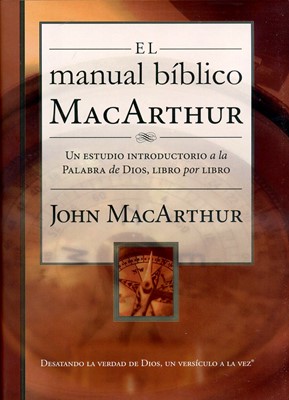 EL
manual bíblico
MACARTHUR
UN ESTUDIO INTRODUCTORIO a la
PALABRA de DIOS, LIBRO por LIBRO
JOHN MACARTHUR
DESATANDO LA VERDAD DE DIOS, UN VERSÍCULO A LA VEZ®